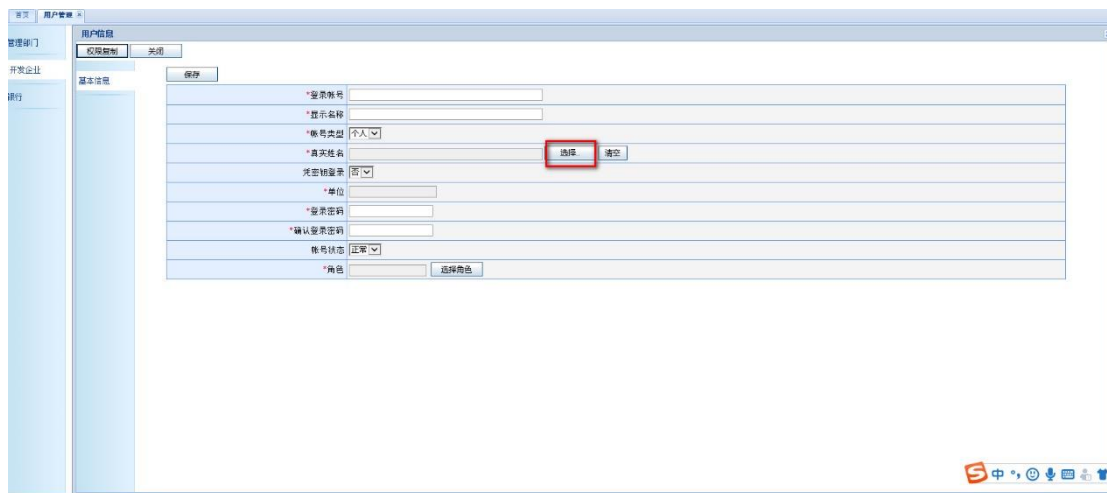 首页 用户管理 ×
管理部门
开发企业
银行
用户信息
权限复制 关闭
基本信息
保存
*登录帐号
*显示名称
*帐号类型 个人
*真实姓名 选择... 清空
凭密钥登录 否
*单位
*登录密码
*确认登录密码
帐号状态 正常
*角色 选择角色
S 中